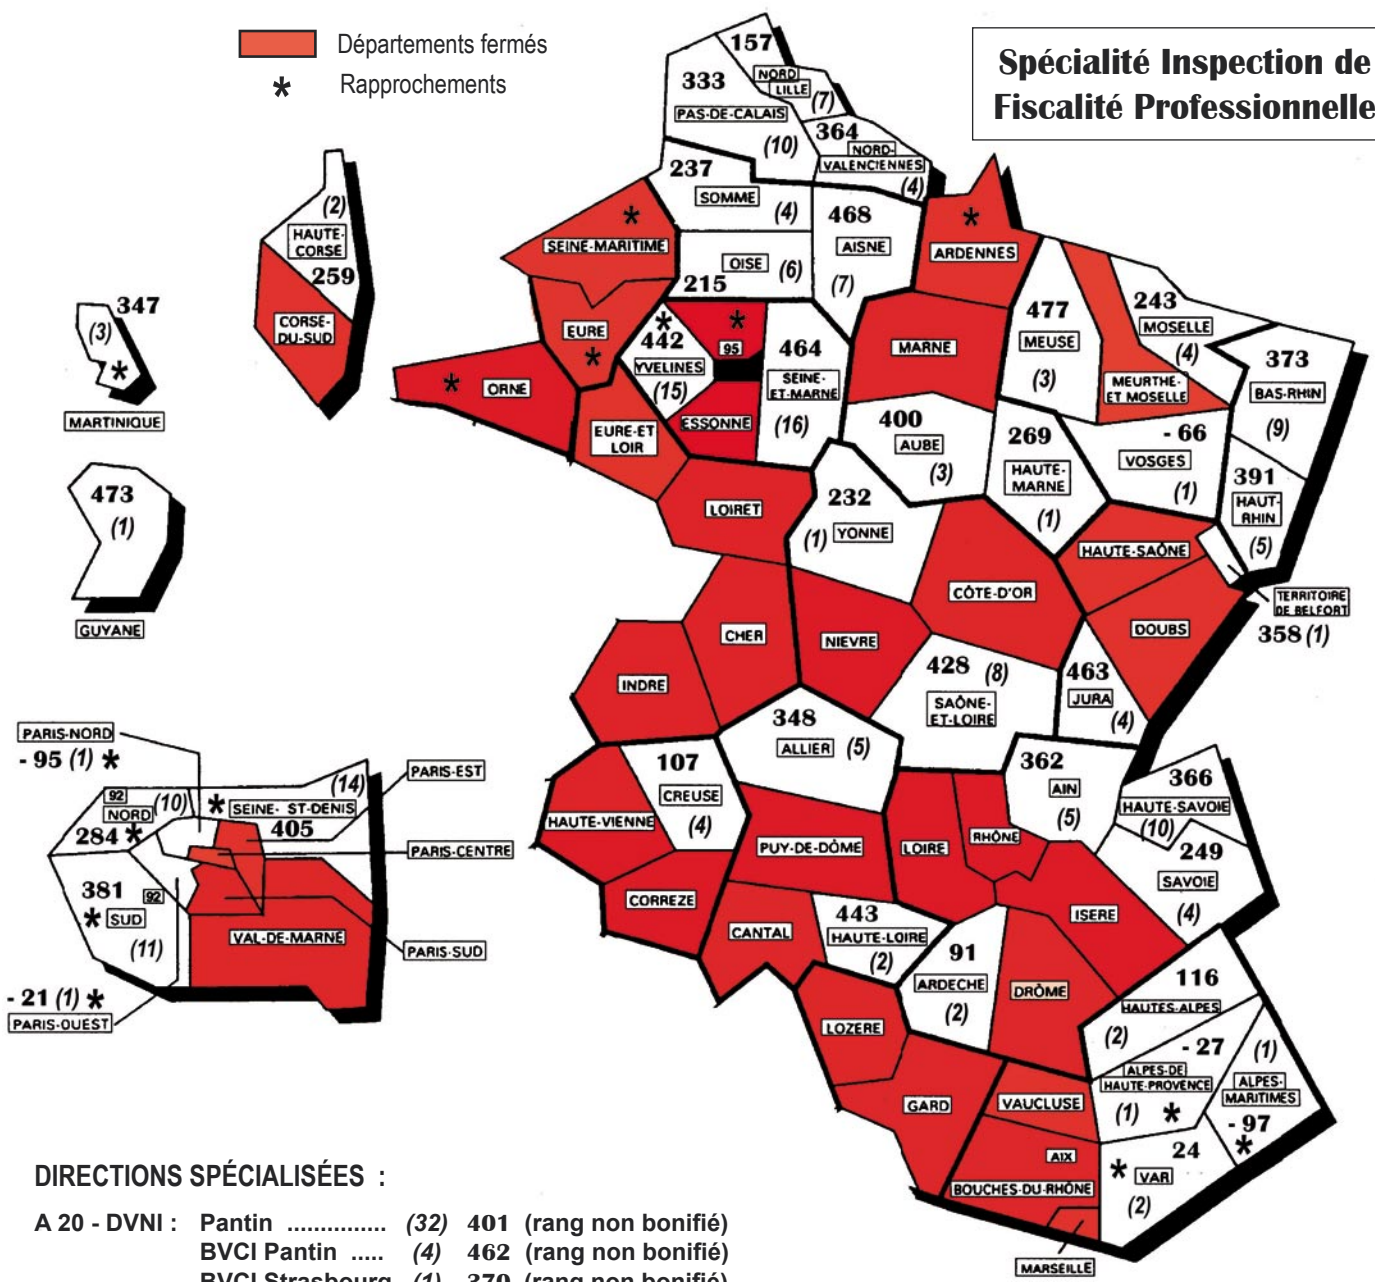 Départements fermés
* Rapprochements
Spécialité Inspection de
Fiscalité Professionnelle
157
NORD
LILLE
(7)
333
PAS-DE-CALAIS
(10)
364
NORD-
VALENCIENNES
(4)
237
SOMME
(4)
468
AISNE
(7)
*
SEINE-MARITIME
OISE
(6)
215
*
ARDENNES
(2)
HAUTE-
CORSE
259
CORSE-
DU-SUD
347
(3)
*
MARTINIQUE
473
(1)
GUYANE
EURE
*
*
442
YVELINES
(15)
*
95
ESSONNE
464
SEINE-
ET-MARNE
(16)
MARNE
477
MEUSE
(3)
243
MOSELLE
(4)
MEURTHE-
ET MOSELLE
373
BAS-RHIN
(9)
* ORNE
EURE-ET
LOIR
400
AUBE
(3)
269
HAUTE-
MARNE
(1)
- 66
VOSGES
(1)
391
HAUT-
RHIN
(5)
LOIRET
232
(1) YONNE
HAUTE-SAÔNE
TERRITOIRE
DE BELFORT
358 (1)
CÔTE-D'OR
DOUBS
CHER
NIEVRE
INDRE
428 (8)
SAÔNE-
ET-LOIRE
463
JURA
(4)
348
ALLIER (5)
107
CREUSE
(4)
HAUTE-VIENNE
362
AIN
(5)
366
HAUTE-SAVOIE
(10)
249
SAVOIE
(4)
PUY-DE-DÔME
LOIRE
RHÔNE
CORREZE
CANTAL
443
HAUTE-LOIRE
(2)
ISERE
91
ARDECHE
(2)
DRÔME
116
HAUTES-ALPES
(2)
LOZERE
- 27
ALPES-DE
HAUTE-PROVENCE
(1) *
(1)
ALPES-
MARITIMES
- 97
*
GARD
VAUCLUSE
AIX
BOUCHES-DU-RHÔNE
24
* VAR
(2)
MARSEILLE
PARIS-NORD
- 95 (1) *
PARIS-EST
92
NORD
(10)
284 *
(14)
* SEINE- ST-DENIS
405
PARIS-CENTRE
381 92
* SUD
(11)
VAL-DE-MARNE
PARIS-SUD
- 21 (1) *
PARIS-OUEST
DIRECTIONS SPÉCIALISÉES :
A 20 - DVNI : Pantin ............... (32) 401 (rang non bonifié)
BVCI Pantin ..... (4) 462 (rang non bonifié)
BVCI Strasbourg (1) 379 (rang non bonifié)